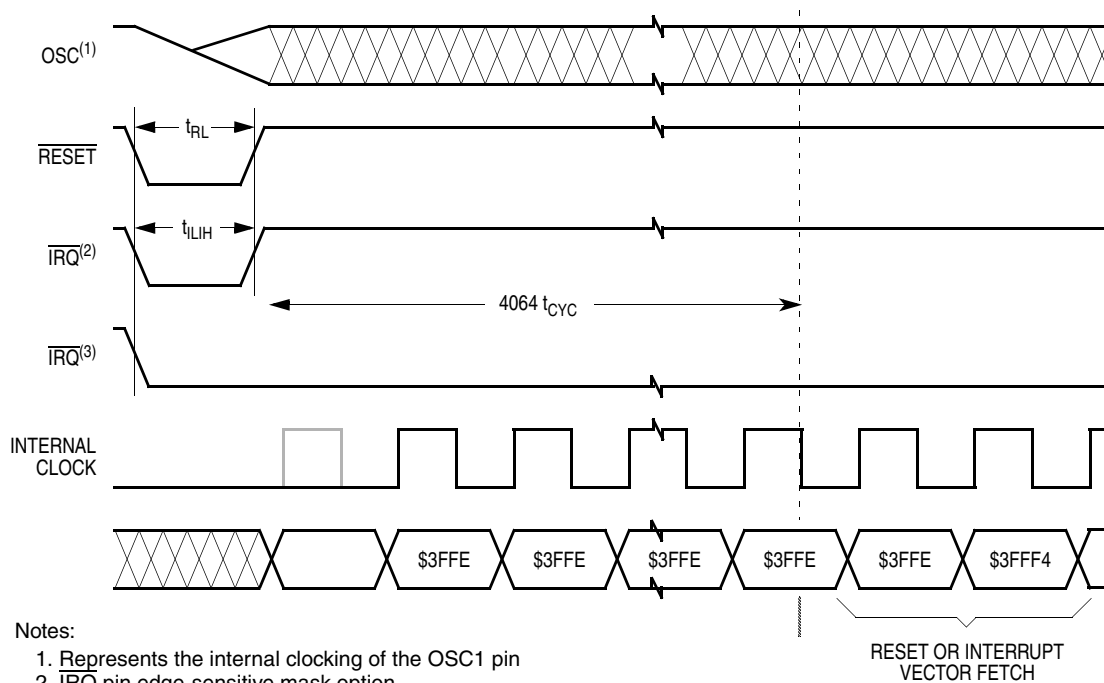 OSC(1)
tRL
RESET
tILIH
IRQ(2)
4064 tCYC
IRQ(3)
INTERNAL
CLOCK
$3FFE $3FFE $3FFE $3FFE $3FFE $3FFF4
RESET OR INTERRUPT
VECTOR FETCH
Notes:
1. Represents the internal clocking of the OSC1 pin
2. IRQ pin edge-sensitive mask option